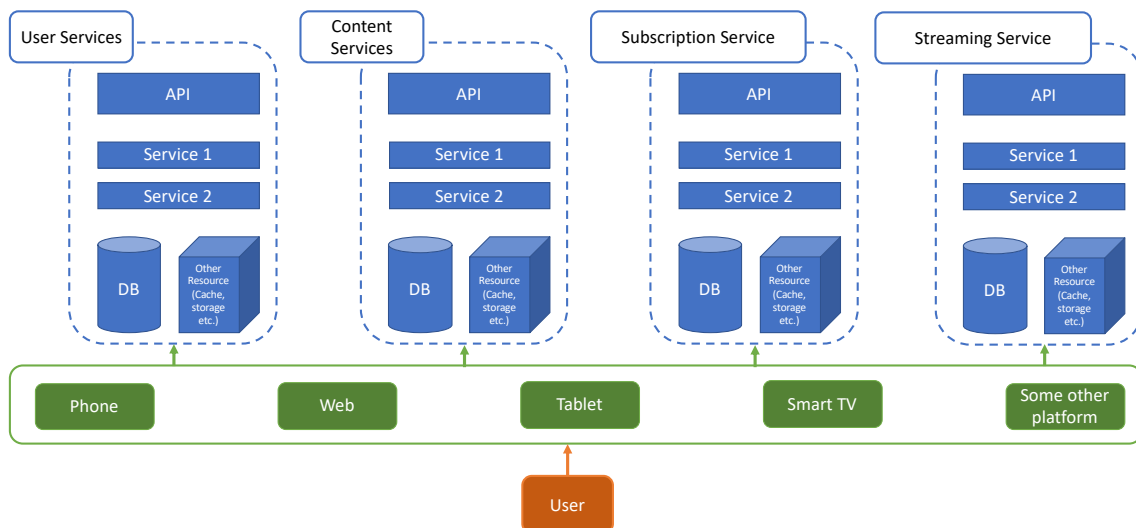 User Services
Content
Services
Subscription Service
Streaming Service
API
API
API
API
Service 1
Service 1
Service 1
Service 1
Service 2
Service 2
Service 2
Service 2
DB
Other
Resource
(Cache,
storage
etc.)
DB
Other
Resource
(Cache,
storage
etc.)
DB
Other
Resource
(Cache,
storage
etc.)
DB
Other
Resource
(Cache,
storage
etc.)
Phone
Web
Tablet
Smart TV
Some other
platform
User